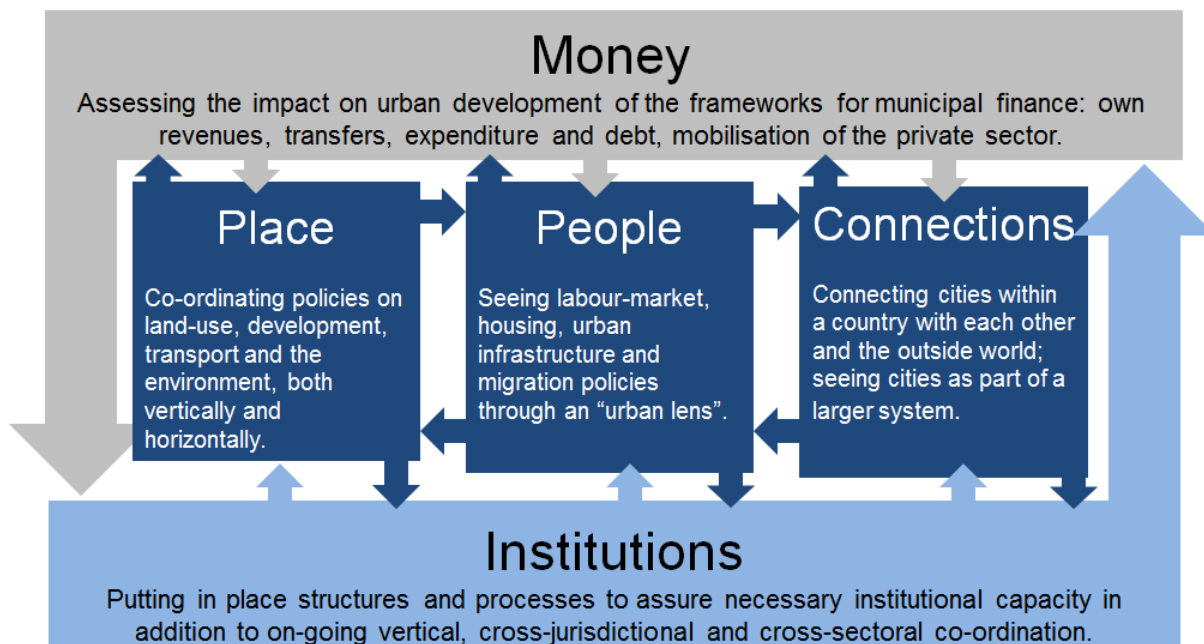 Money
Assessing the impact on urban development of the frameworks for municipal finance: own
revenues, transfers, expenditure and debt, mobilisation of the private sector.
Place
Co-ordinating policies on
land-use, development,
transport and the
environment, both
vertically and
horizontally.
People
Seeing labour-market,
housing, urban
infrastructure and
migration policies
through an “urban lens”.
Connections
Connecting cities within
a country with each other
and the outside world;
seeing cities as part of a
larger system.
Institutions
Putting in place structures and processes to assure necessary institutional capacity in
addition to on-going vertical, cross-jurisdictional and cross-sectoral co-ordination.